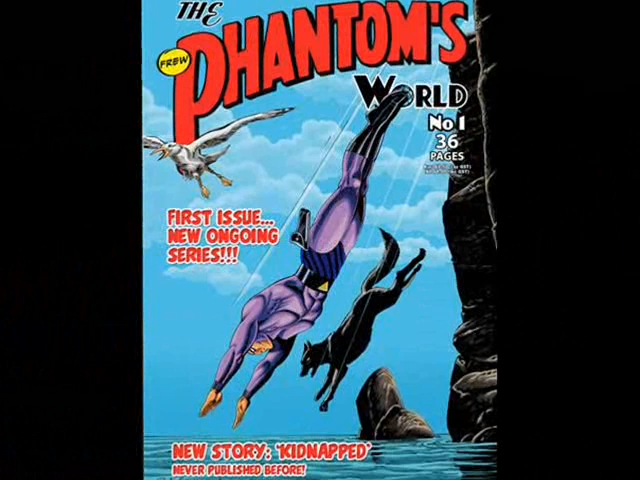 THE
PHANTOM'S
FREW
WORLD
No 1
36
PAGES
FIRST ISSUE...
NEW ONGOING
SERIES!!!
NEW STORY: 'KIDNAPPED'
NEVER PUBLISHED BEFORE!